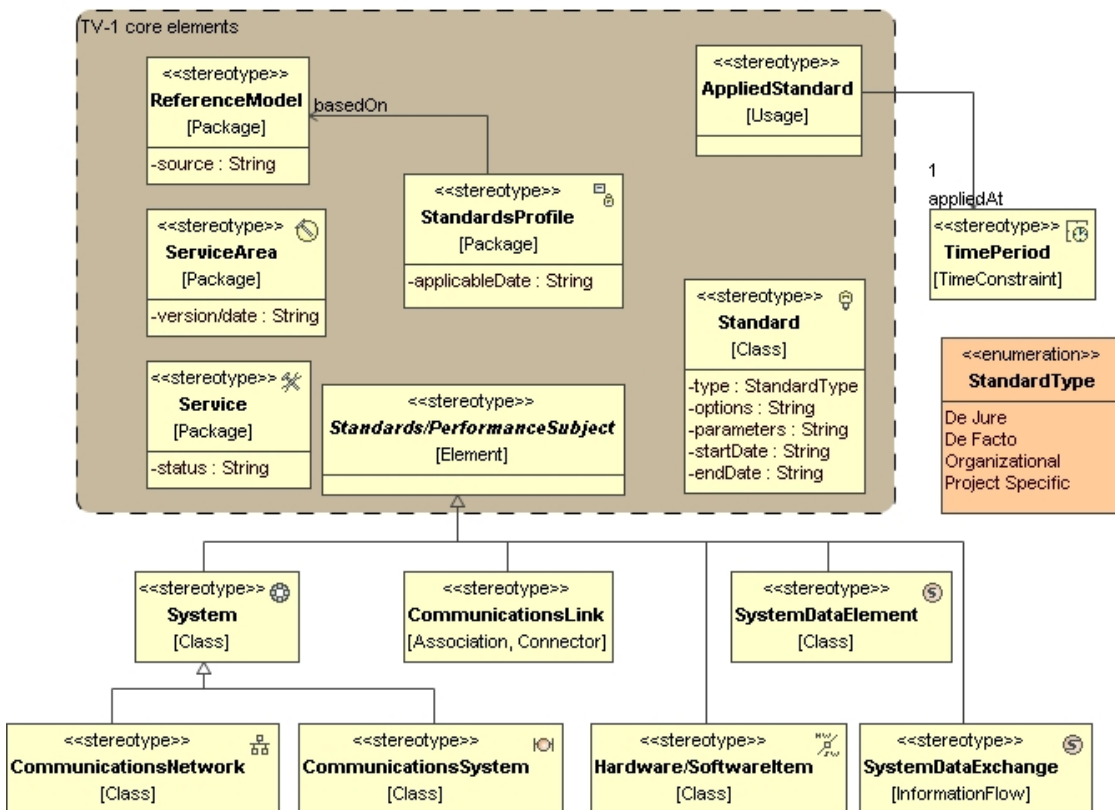 TV-1 core elements
<<stereotype>>
ReferenceModel
[Package]
-source : String
basedOn
<<stereotype>>
AppliedStandard
[Usage]
<<stereotype>>
StandardsProfile
[Package]
-applicableDate : String
1
appliedAt
<<stereotype>>
TimePeriod
[TimeConstraint]
<<stereotype>>
ServiceArea
[Package]
-version/date : String
<<stereotype>>
Standard
[Class]
-type : StandardType
-options : String
-parameters : String
-startDate : String
-endDate : String
<<enumeration>>
StandardType
De Jure
De Facto
Organizational
Project Specific
<<stereotype>>
Service
[Package]
-status : String
<<stereotype>>
Standards/PerformanceSubject
[Element]
<<stereotype>>
System
[Class]
<<stereotype>>
CommunicationsLink
[Association, Connector]
<<stereotype>>
S
SystemDataElement
[Class]
<<stereotype>>
CommunicationsNetwork
[Class]
<<stereotype>>
CommunicationsSystem
[Class]
<<stereotype>>
HW
SW
Hardware/SoftwareItem
[Class]
<<stereotype>>
S
SystemDataExchange
[InformationFlow]